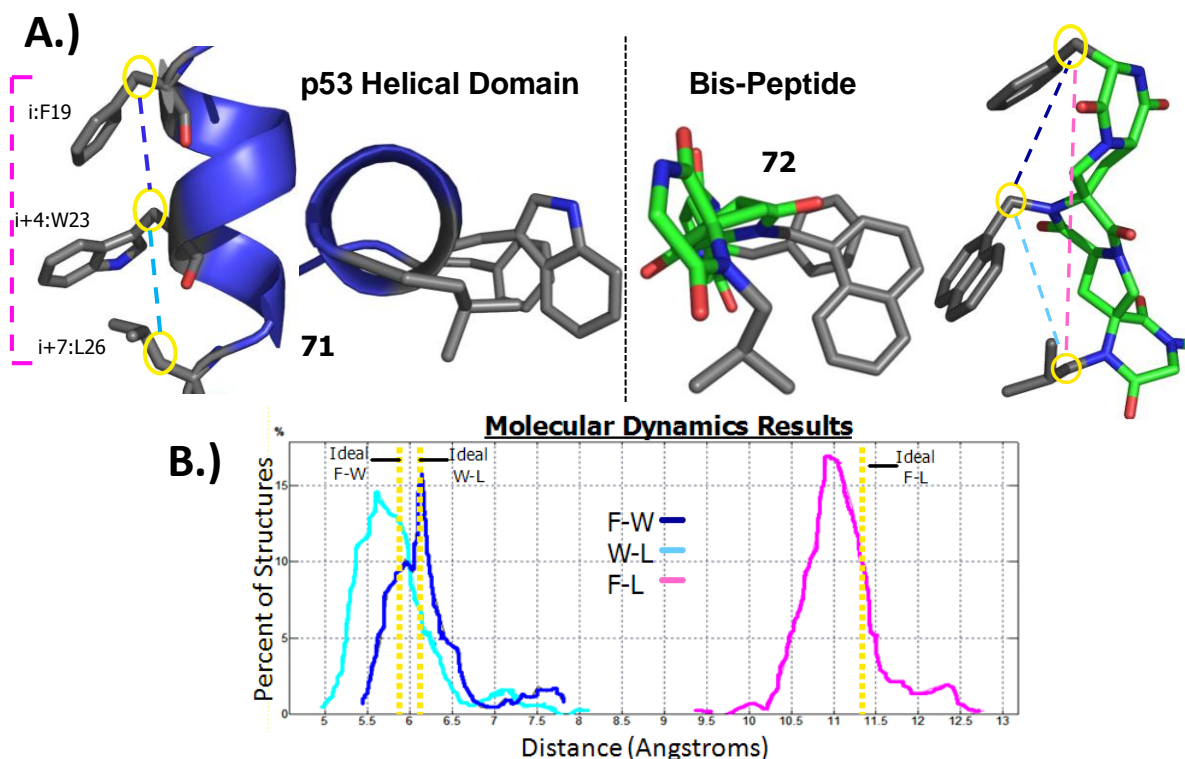 A.)
p53 Helical Domain
Bis-Peptide
i:F19
i+4:W23
i+7:L26
71
72
B.)
Molecular Dynamics Results
%
Ideal
F-W
Ideal
W-L
Ideal
F-L
F-W
W-L
F-L
Percent of Structures
15
10
5
0
5 5.5 6 6.5 7 7.5 8 8.5 9 9.5 10 10.5 11 11.5 12 12.5 13
Distance (Angstroms)